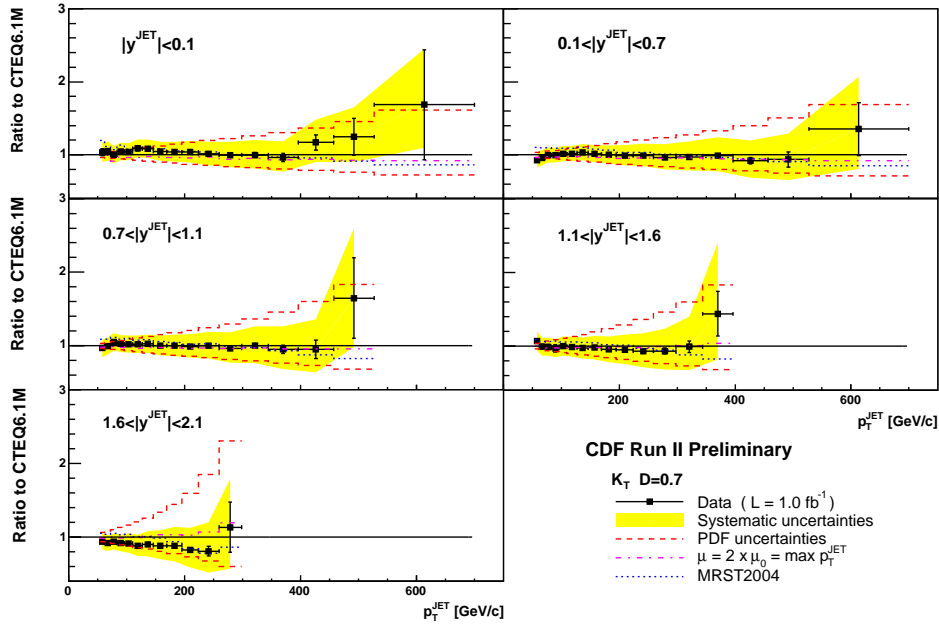 Ratio to CTEQ6.1M
3
2
1
|y^JET|<0.1
0.1<|y^JET|<0.7
Ratio to CTEQ6.1M
3
2
1
0.7<|y^JET|<1.1
1.1<|y^JET|<1.6
200 400 600
p_T^JET [GeV/c]
Ratio to CTEQ6.1M
3
2
1
1.6<|y^JET|<2.1
0 200 400 600
p_T^JET [GeV/c]
CDF Run II Preliminary
K_T D=0.7
Data ( L = 1.0 fb^-1)
Systematic uncertainties
PDF uncertainties
μ = 2 x μ_0 = max p_T^JET
MRST2004